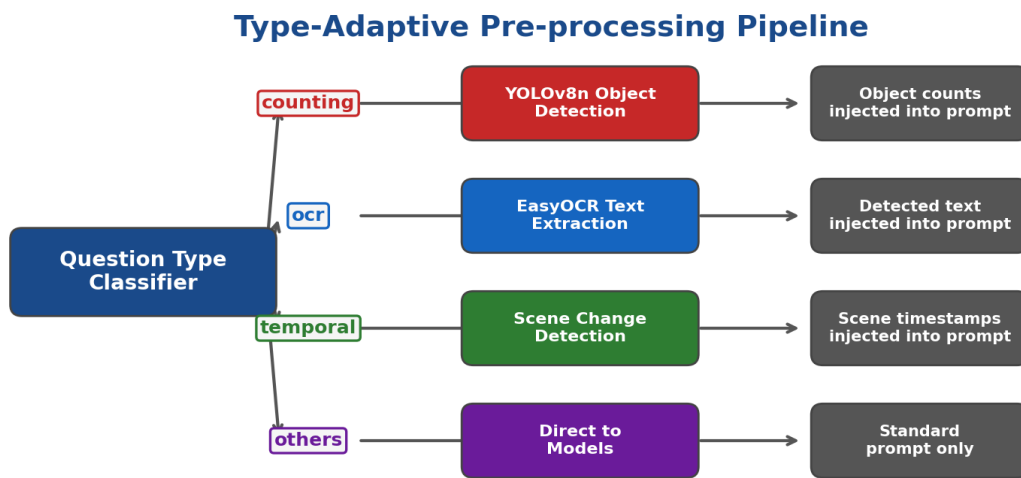 Type-Adaptive Pre-processing Pipeline
counting
YOLOv8n Object
Detection
Object counts
injected into prompt
ocr
EasyOCR Text
Extraction
Detected text
injected into prompt
Question Type
Classifier
temporal
Scene Change
Detection
Scene timestamps
injected into prompt
others
Direct to
Models
Standard
prompt only